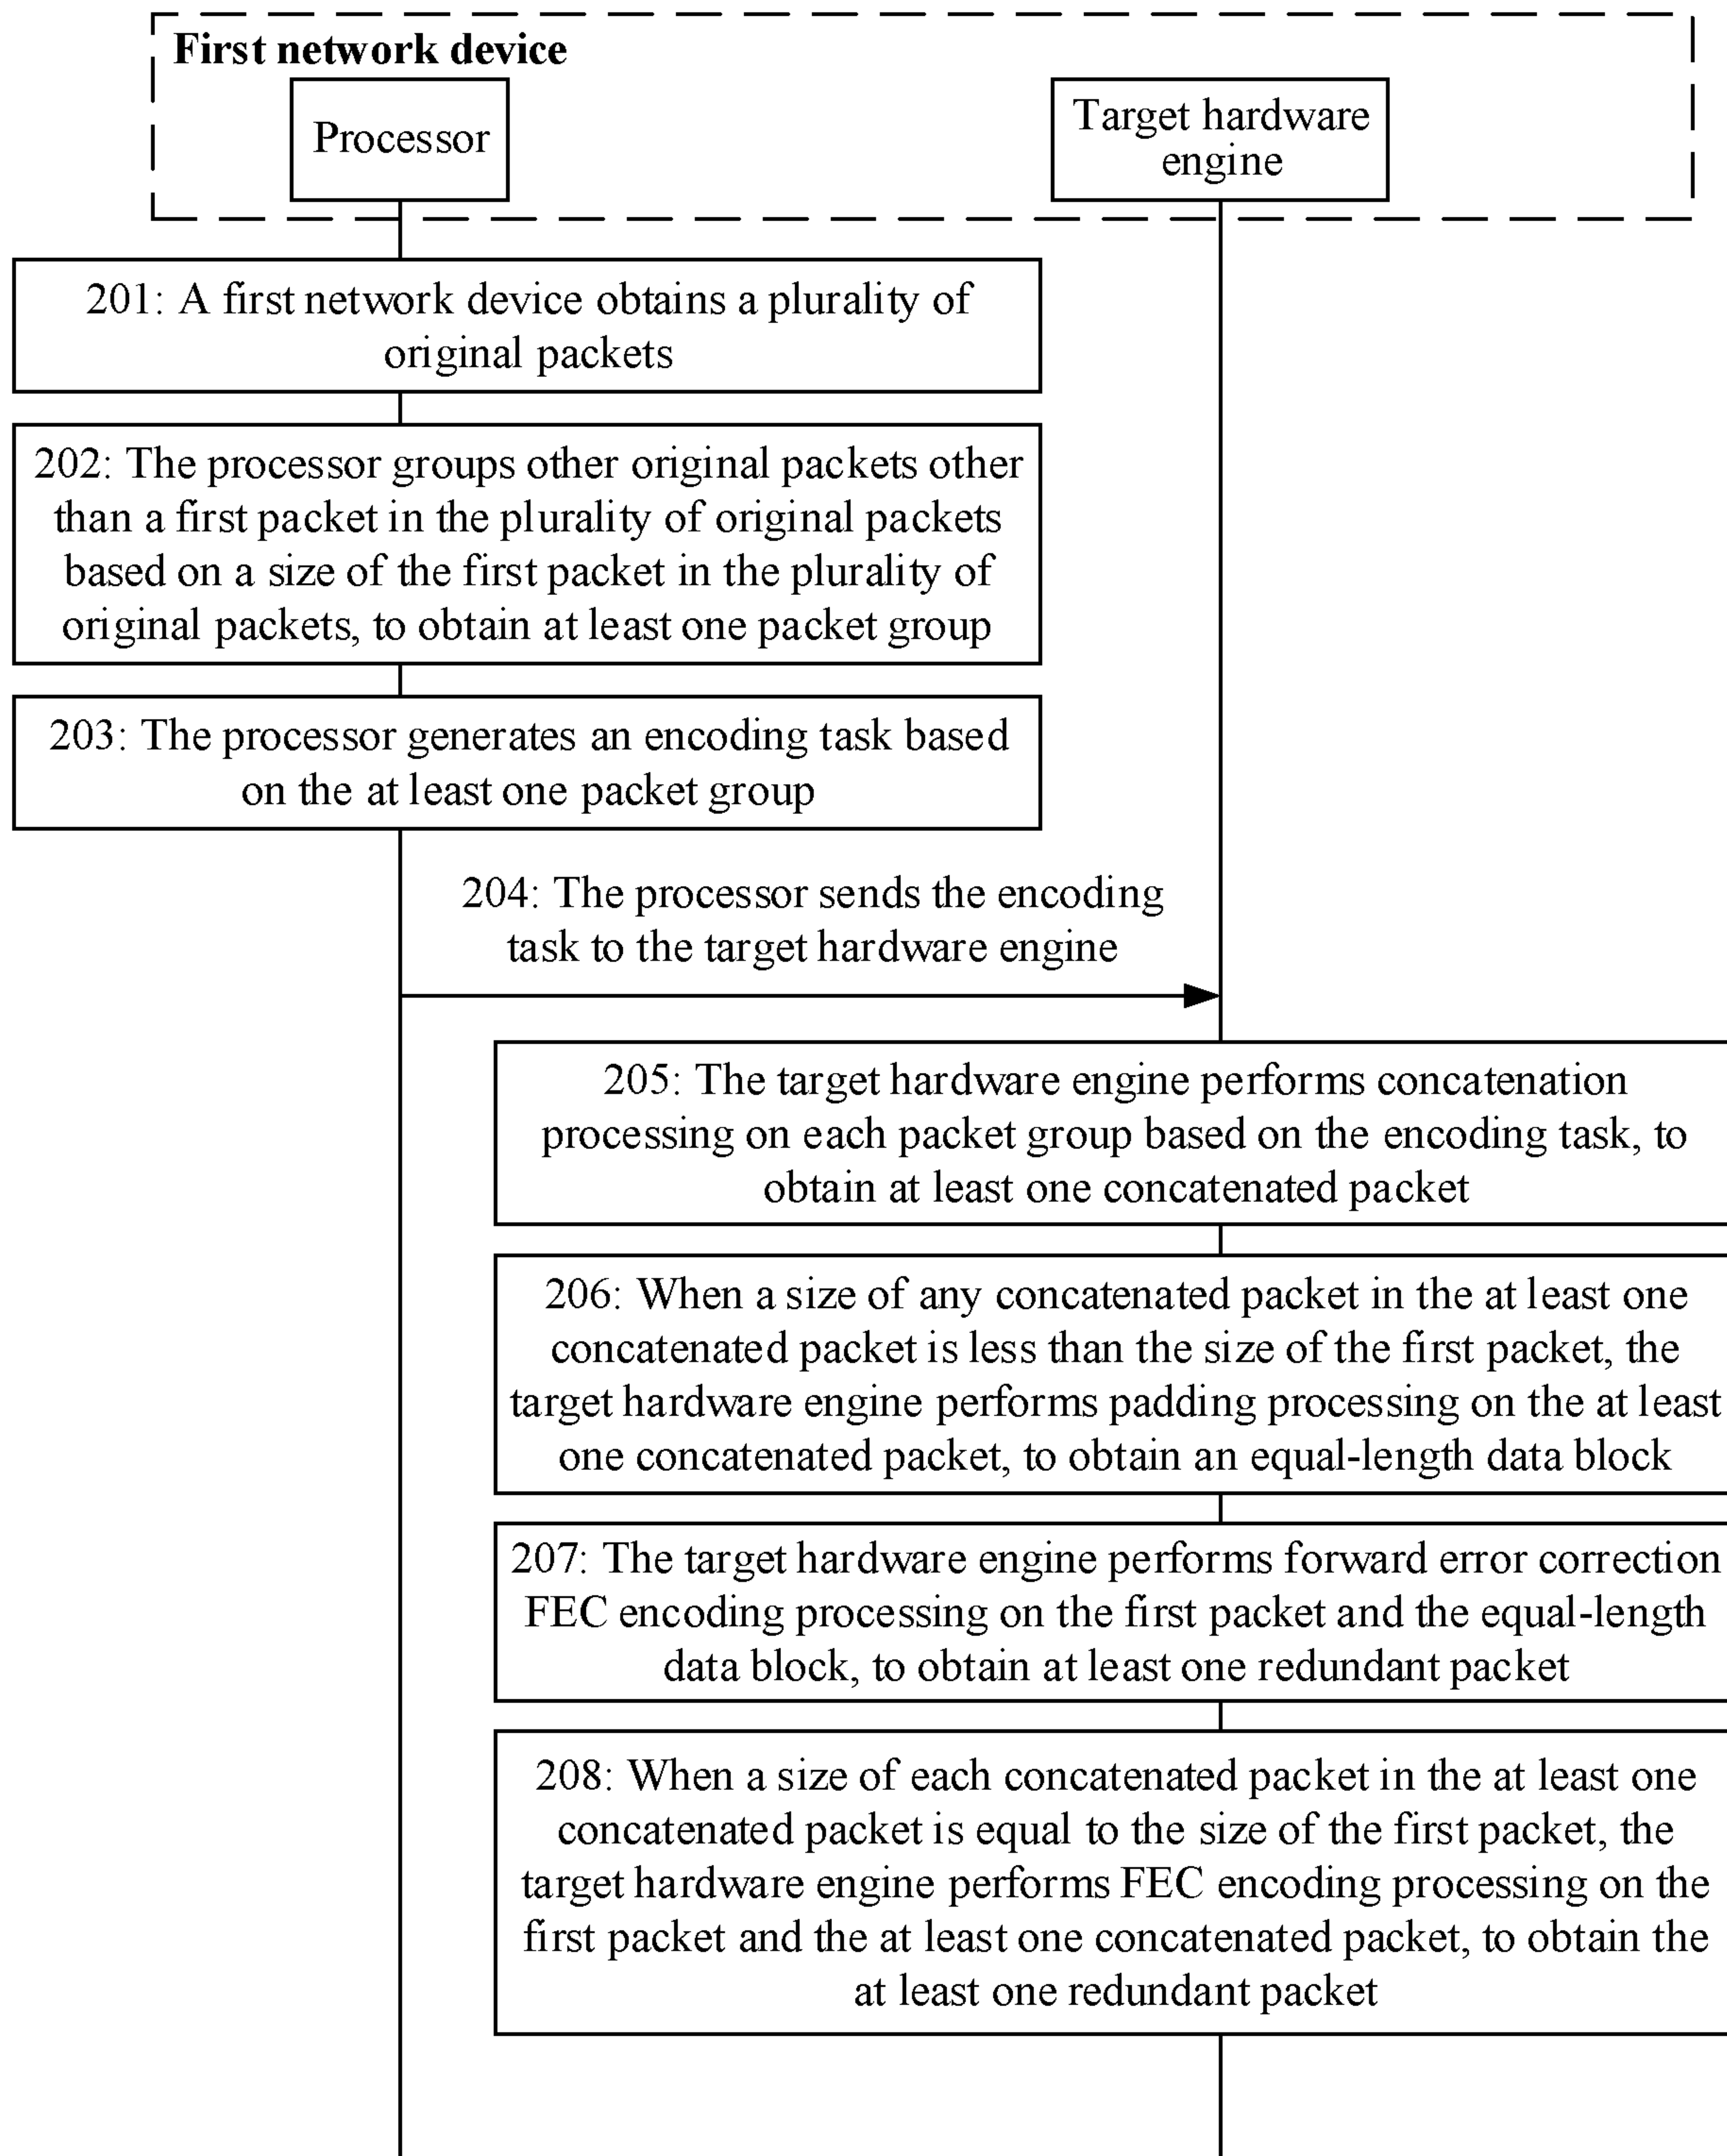 First network device
Processor
Target hardware
engine
201: A first network device obtains a plurality of
original packets
202: The processor groups other original packets other
than a first packet in the plurality of original packets
based on a size of the first packet in the plurality of
original packets, to obtain at least one packet group
203: The processor generates an encoding task based
on the at least one packet group
204: The processor sends the encoding
task to the target hardware engine
205: The target hardware engine performs concatenation
processing on each packet group based on the encoding task, to
obtain at least one concatenated packet
206: When a size of any concatenated packet in the at least one
concatenated packet is less than the size of the first packet, the
target hardware engine performs padding processing on the at least
one concatenated packet, to obtain an equal-length data block
207: The target hardware engine performs forward error correction
FEC encoding processing on the first packet and the equal-length
data block, to obtain at least one redundant packet
208: When a size of each concatenated packet in the at least one
concatenated packet is equal to the size of the first packet, the
target hardware engine performs FEC encoding processing on the
first packet and the at least one concatenated packet, to obtain the
at least one redundant packet